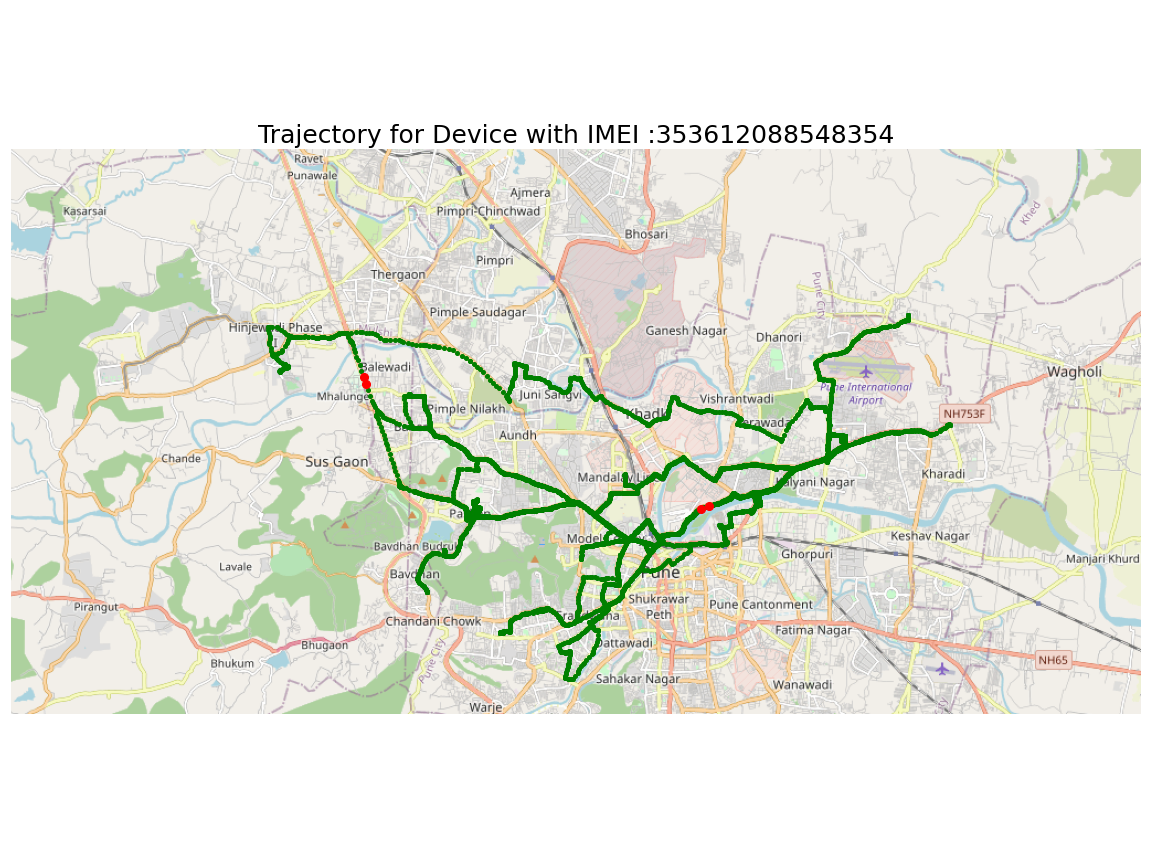 Trajectory for Device with IMEI :353612088548354
Ravet
Punawale
Kasarsai
Ajmera
Pimpri-Chinchwad
Khed
Bhosari
Pimpri
Thergaon
Pune City
Pimple Saudagar
Hinjewadi Phase
I
Ganesh Nagar
Dhanori
Balewadi
Wagholi
Pune International
Airport
Mhalunge
Juni Sangvi
Vishrantwadi
Pimple Nilakh
NH753F
Aundh
Chande
Sus Gaon
Mandalay Lines
Kharadi
Kalyani Nagar
Model
Keshav Nagar
Bavdhan Budruk
Ghorpuri
Manjari Khurd
Lavale
Bavdhan
Pune
Pirangut
Shukrawar
Peth
Pune Cantonment
Chandani Chowk
Fatima Nagar
Bhugaon
Dattawadi
Pune City
Bhukum
NH65
Sahakar Nagar
Wanawadi
Warje